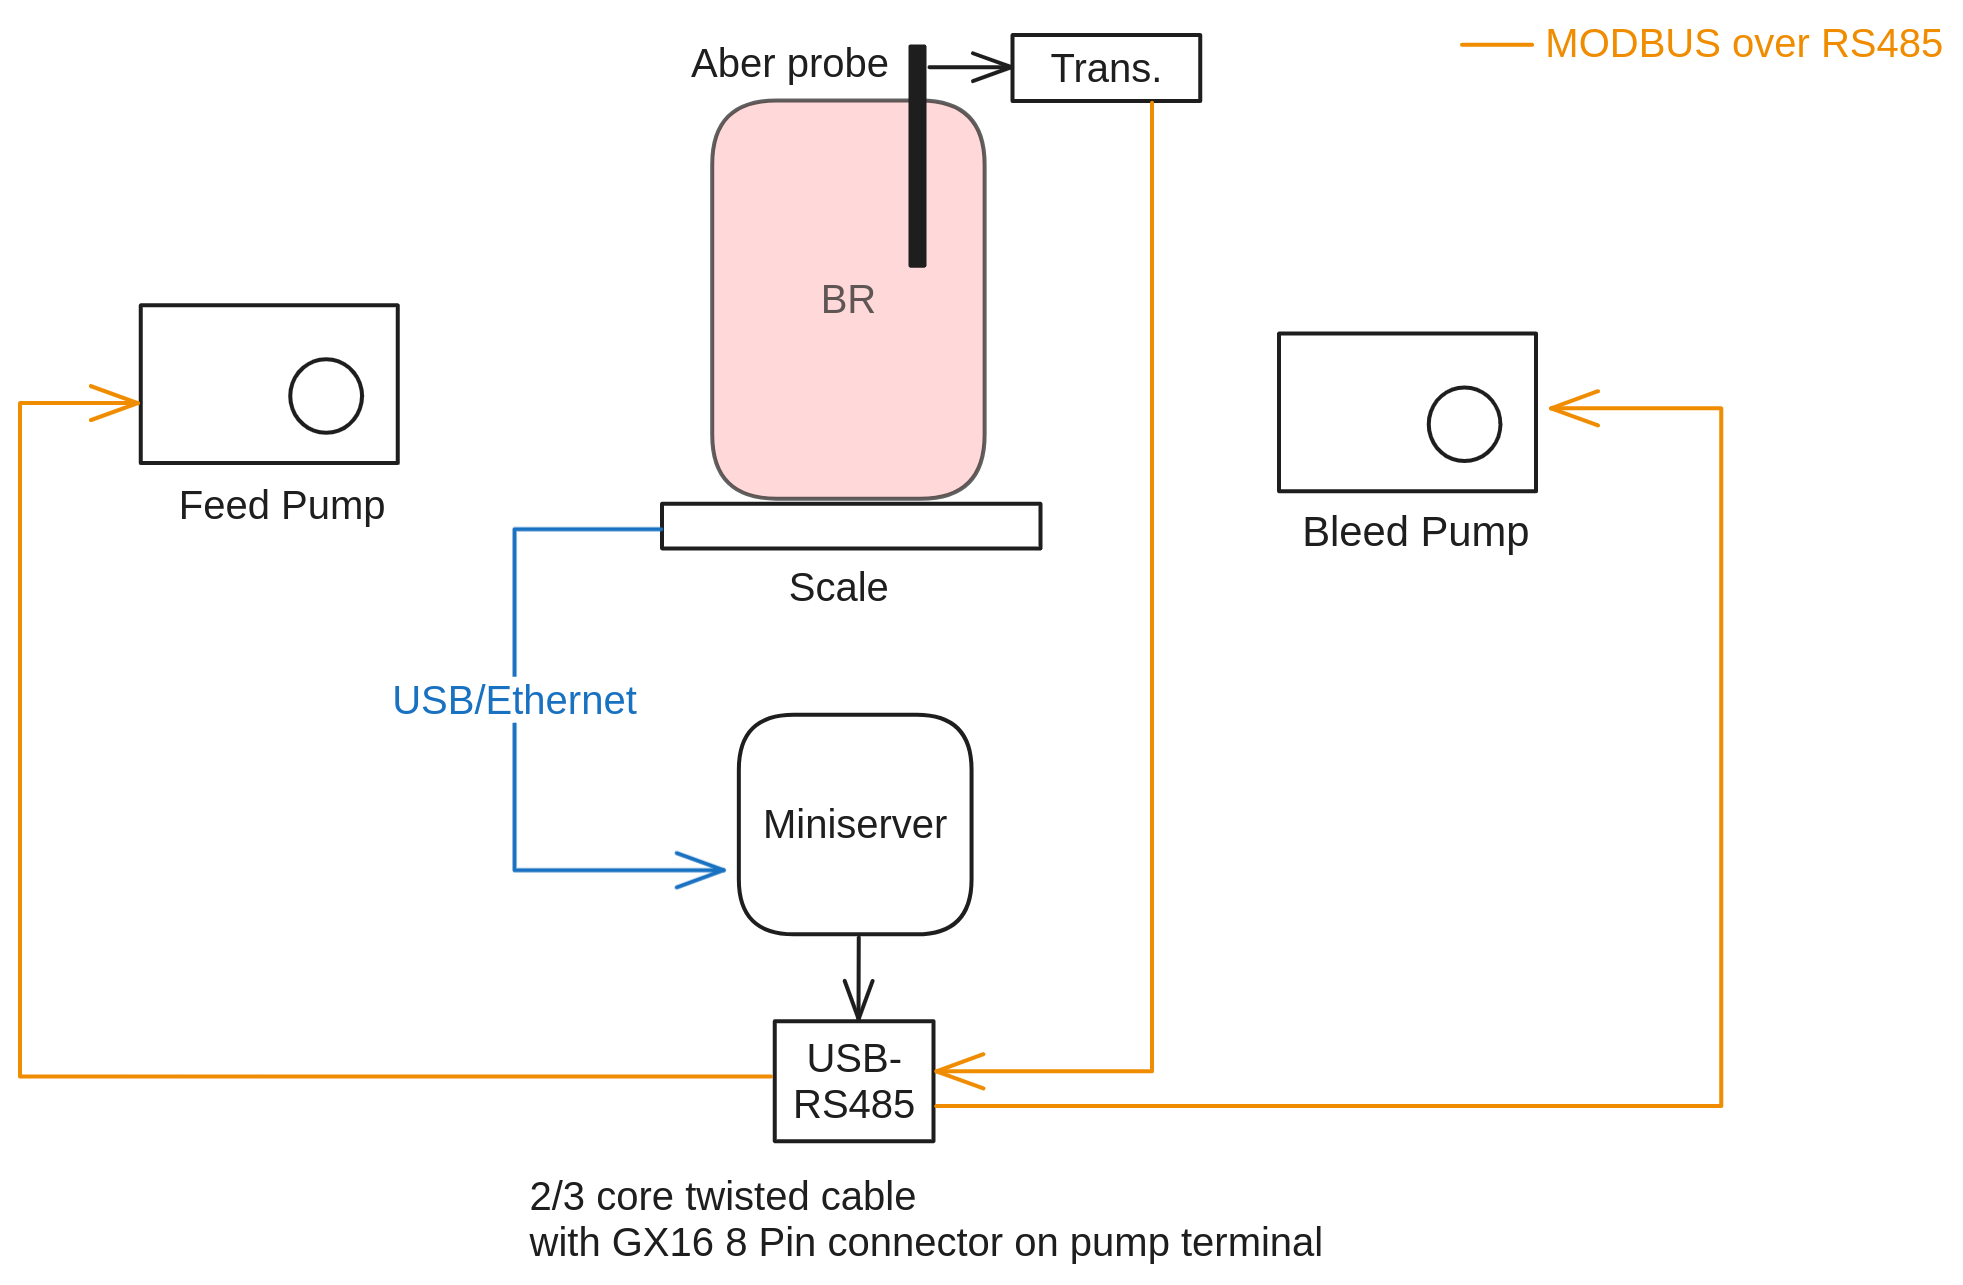 Aber probe
Trans.
MODBUS over RS485
BR
Feed Pump
Bleed Pump
Scale
USB/Ethernet
Miniserver
USB-
RS485
2/3 core twisted cable
with GX16 8 Pin connector on pump terminal